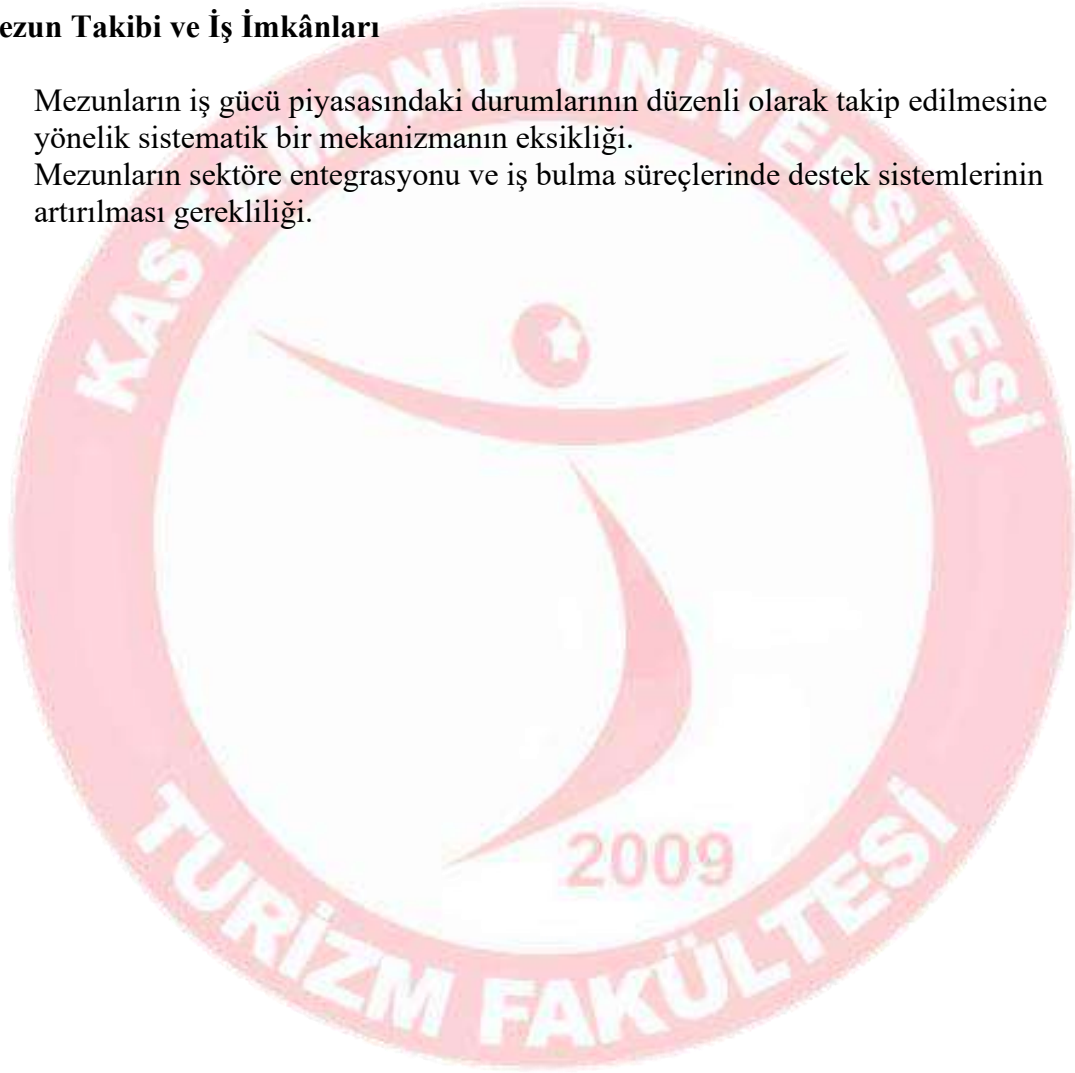 ezun Takibi ve İş İmkânları
Mezunların iş gücü piyasasındaki durumlarının düzenli olarak takip edilmesine
yönelik sistematik bir mekanizmanın eksikliği.
Mezunların sektöre entegrasyonu ve iş bulma süreçlerinde destek sistemlerinin
artırılması gerekliliği.
KASTAMONU ÜNİVERSİTESİ
2009
TURİZM FAKÜLTESİ